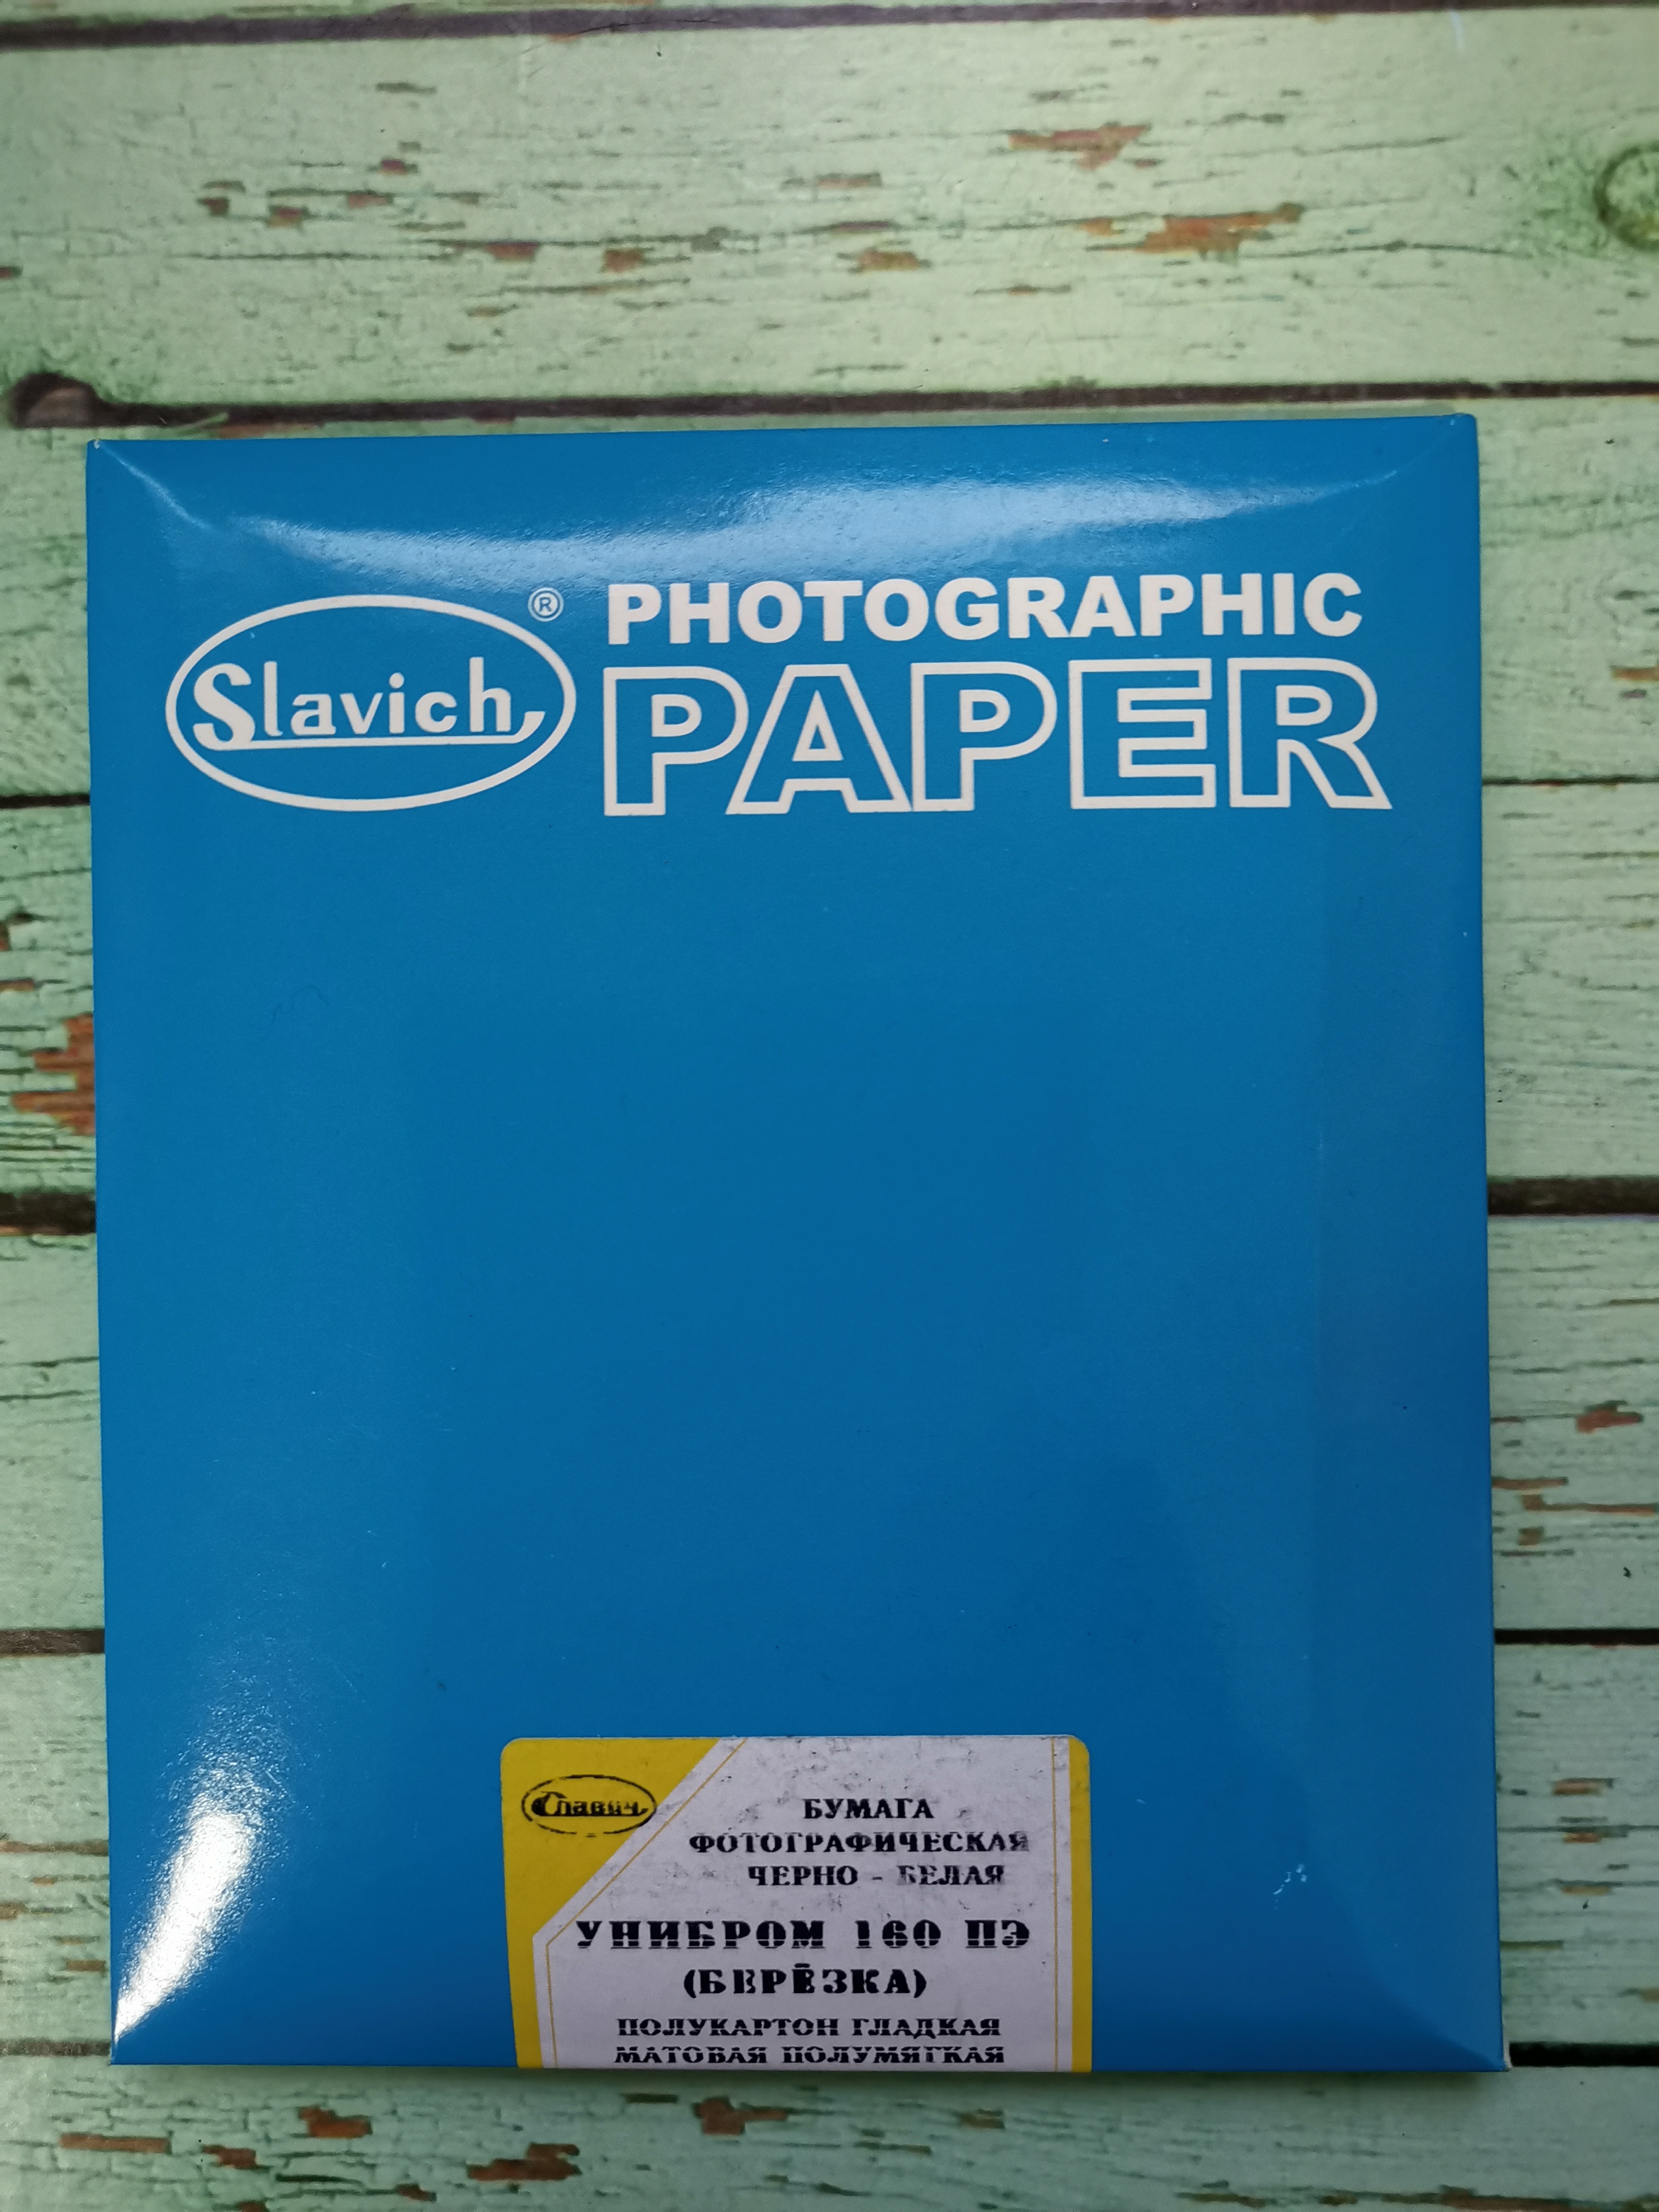 Slavich ®
PHOTOGRAPHIC
PAPER
Славич
БУМАГА
ФОТОГРАФИЧЕСКАЯ
ЧЕРНО - БЕЛАЯ
УНИБРОМ 160 ПЭ
(БЕРЁЗКА)
ПОЛУКАРТОН ГЛАДКАЯ
МАТОВАЯ ПОЛУМЯГКАЯ